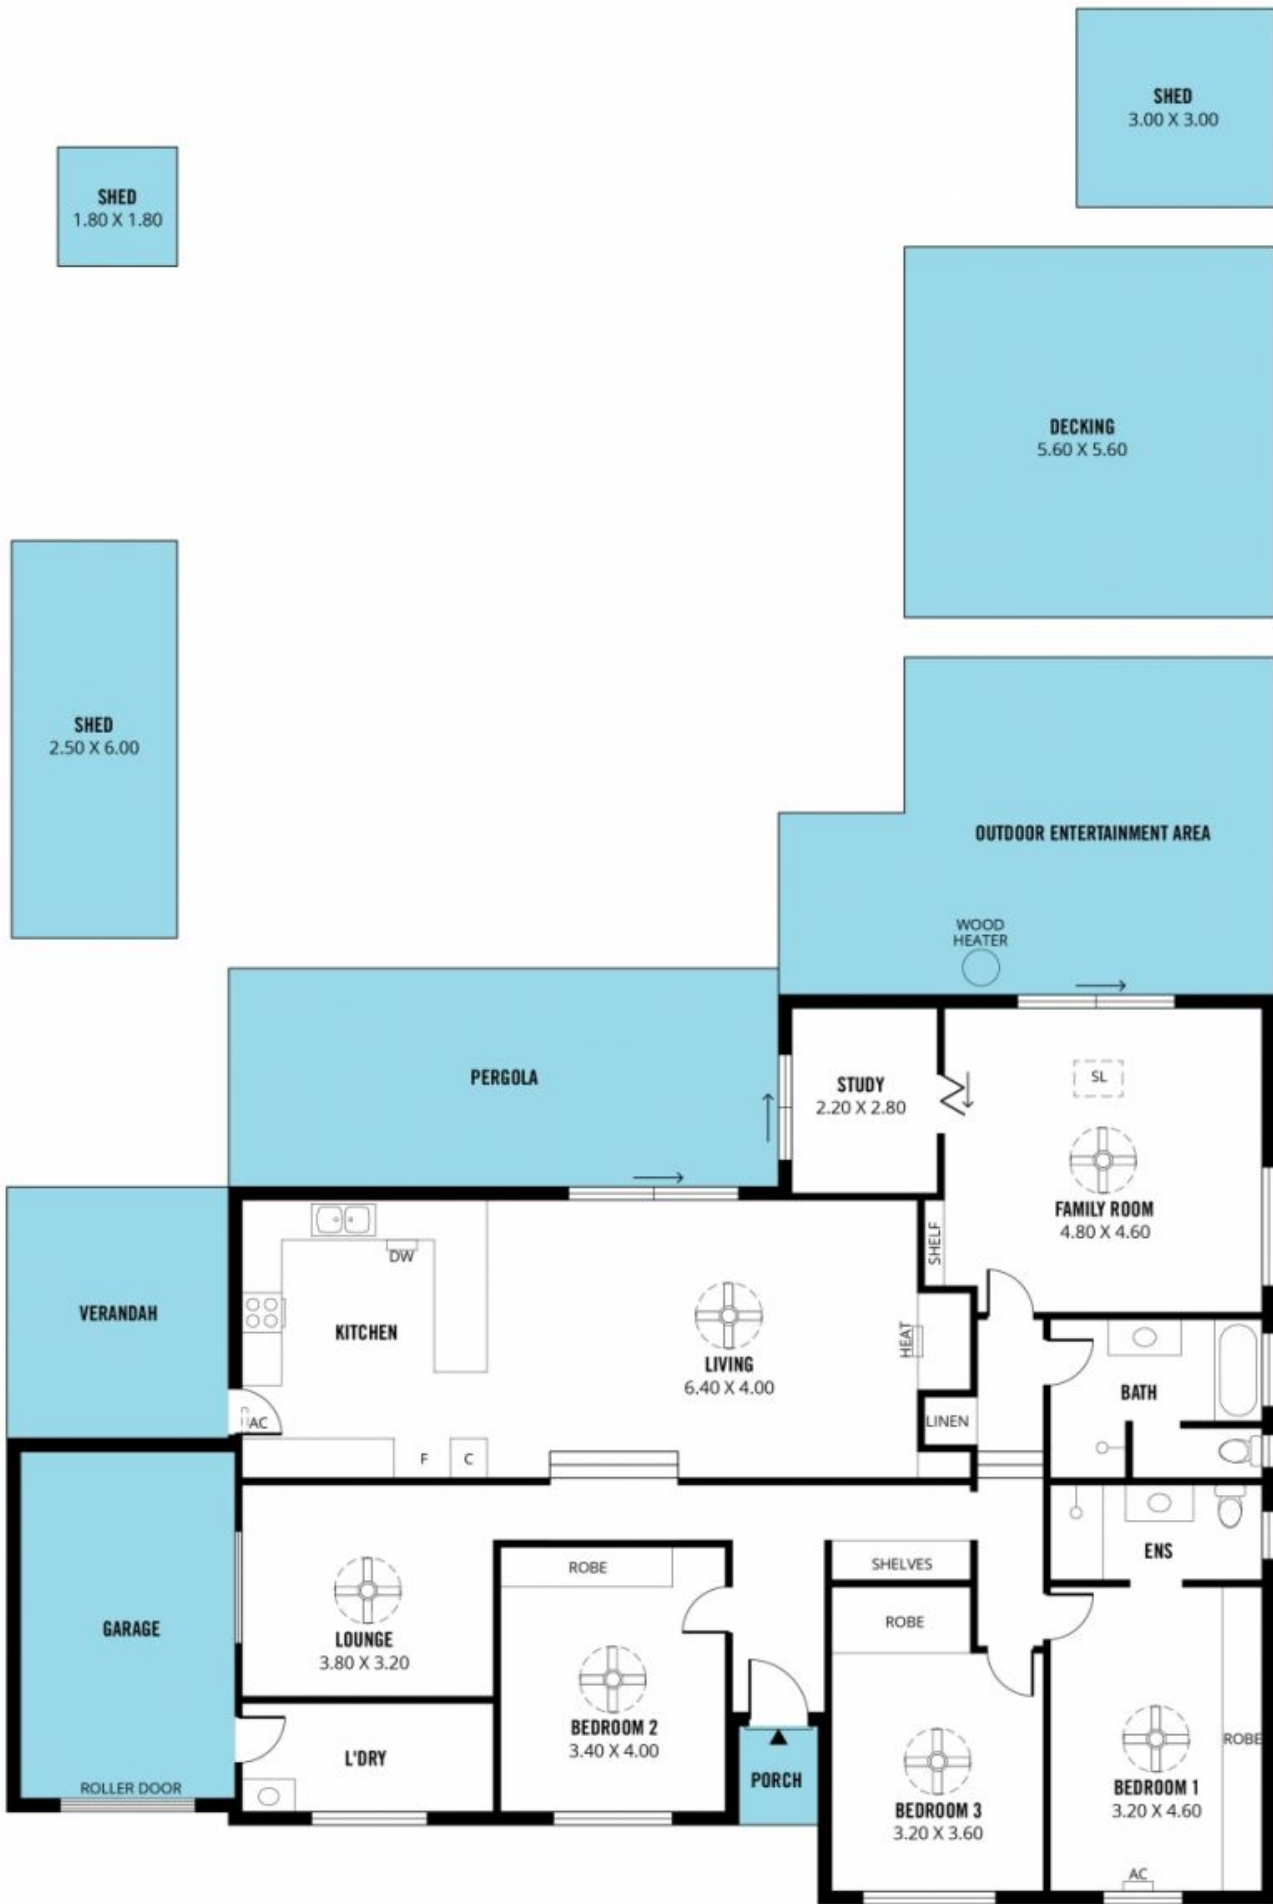 SHED
3.00 X 3.00
SHED
1.80 X 1.80
DECKING
5.60 X 5.60
SHED
2.50 X 6.00
OUTDOOR ENTERTAINMENT AREA
WOOD
HEATER
PERGOLA
STUDY
2.20 X 2.80
SL
FAMILY ROOM
4.80 X 4.60
SHELF
DW
VERANDAH
KITCHEN
LIVING
6.40 X 4.00
HEAT
BATH
AC
LINEN
F
C
ENS
ROBE
SHELVES
GARAGE
LOUNGE
3.80 X 3.20
ROBE
BEDROOM 2
3.40 X 4.00
ROBE
L'DRY
PORCH
BEDROOM 1
3.20 X 4.60
ROLLER DOOR
BEDROOM 3
3.20 X 3.60
AC